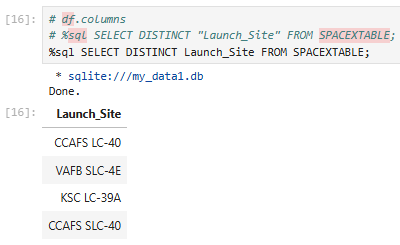 [16]: # df.columns
# %sql SELECT DISTINCT "Launch_Site" FROM SPACEXTABLE;
%sql SELECT DISTINCT Launch_Site FROM SPACEXTABLE;
* sqlite:///my_data1.db
Done.
[16]: Launch_Site
CCAFS LC-40
VAFB SLC-4E
KSC LC-39A
CCAFS SLC-40